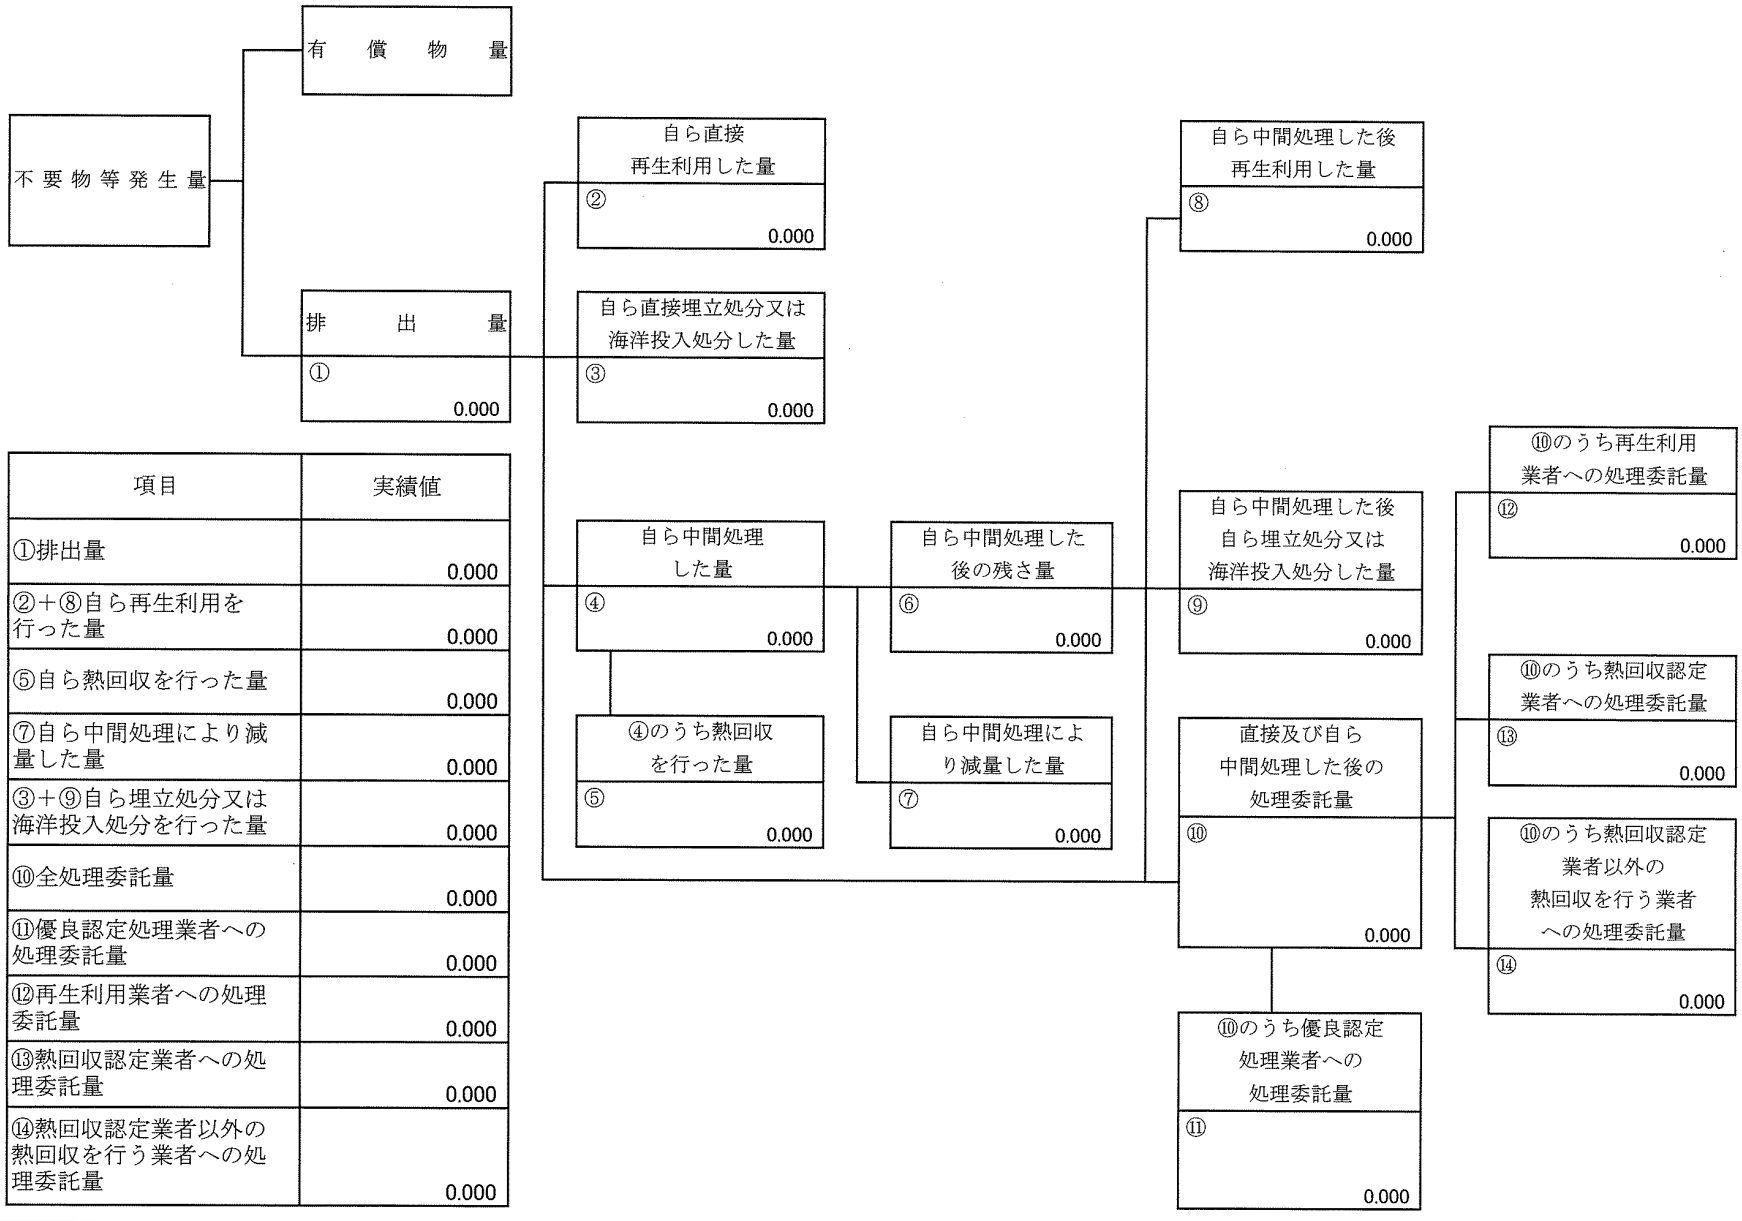 有償物量
不要物等発生量
排出量
①
0.000
自ら直接
再生利用した量
②
0.000
自ら直接埋立処分又は
海洋投入処分した量
③
0.000
自ら中間処理
した量
④
0.000
④のうち熱回収
を行った量
⑤
0.000
自ら中間処理した
後の残さ量
⑥
0.000
自ら中間処理によ
り減量した量
⑦
0.000
自ら中間処理した後
再生利用した量
⑧
0.000
自ら中間処理した後
自ら埋立処分又は
海洋投入処分した量
⑨
0.000
直接及び自ら
中間処理した後の
処理委託量
⑩
0.000
⑩のうち優良認定
処理業者への
処理委託量
⑪
0.000
⑩のうち再生利用
業者への処理委託量
⑫
0.000
⑩のうち熱回収認定
業者への処理委託量
⑬
0.000
⑩のうち熱回収認定
業者以外の
熱回収を行う業者
への処理委託量
⑭
0.000
項目
実績値
①排出量
0.000
②＋⑧自ら再生利用を
行った量
0.000
⑤自ら熱回収を行った量
0.000
⑦自ら中間処理により減
量した量
0.000
③＋⑨自ら埋立処分又は
海洋投入処分を行った量
0.000
⑩全処理委託量
0.000
⑪優良認定処理業者への
処理委託量
0.000
⑫再生利用業者への処理
委託量
0.000
⑬熱回収認定業者への処
理委託量
0.000
⑭熱回収認定業者以外の
熱回収を行う業者への処
理委託量
0.000